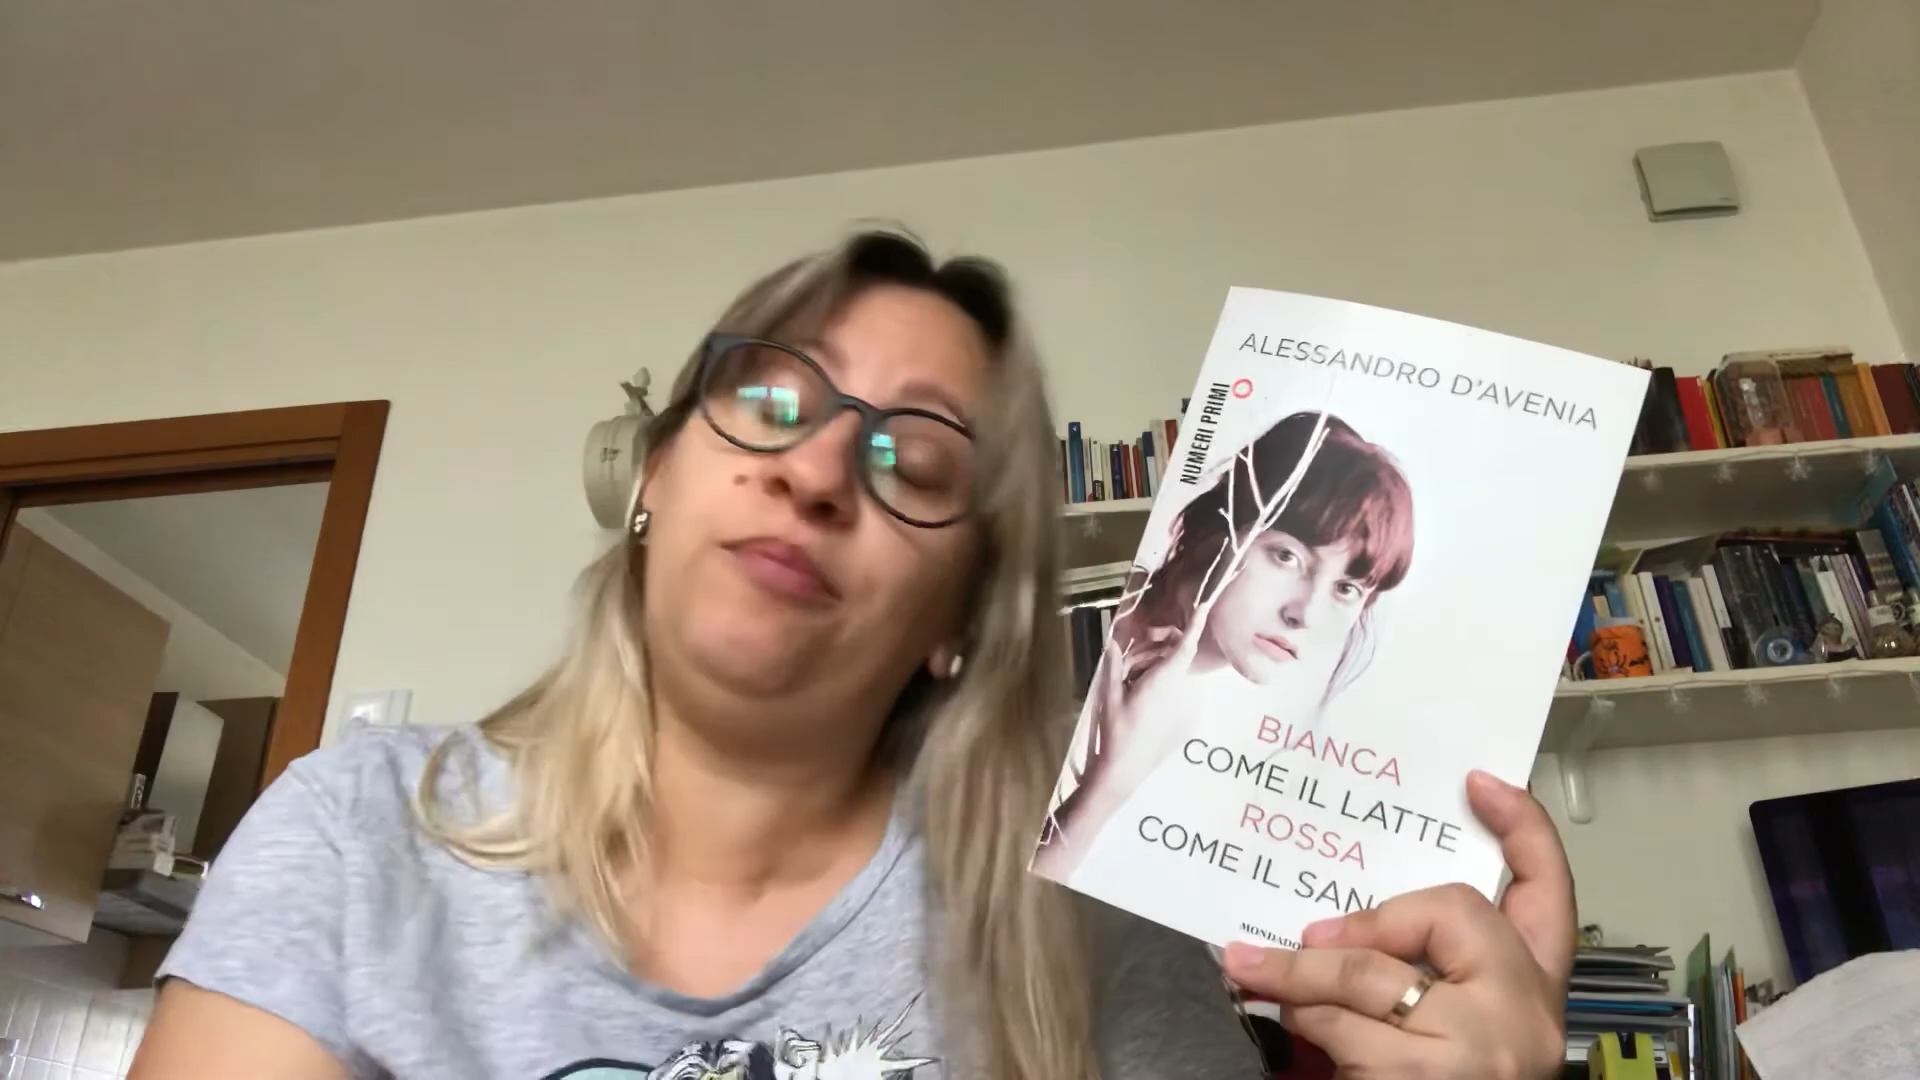 ALESSANDRO D'AVENIA
NUMERI PRIMI
BIANCA
COME IL LATTE
ROSSA
COME IL SAN
MONDADO